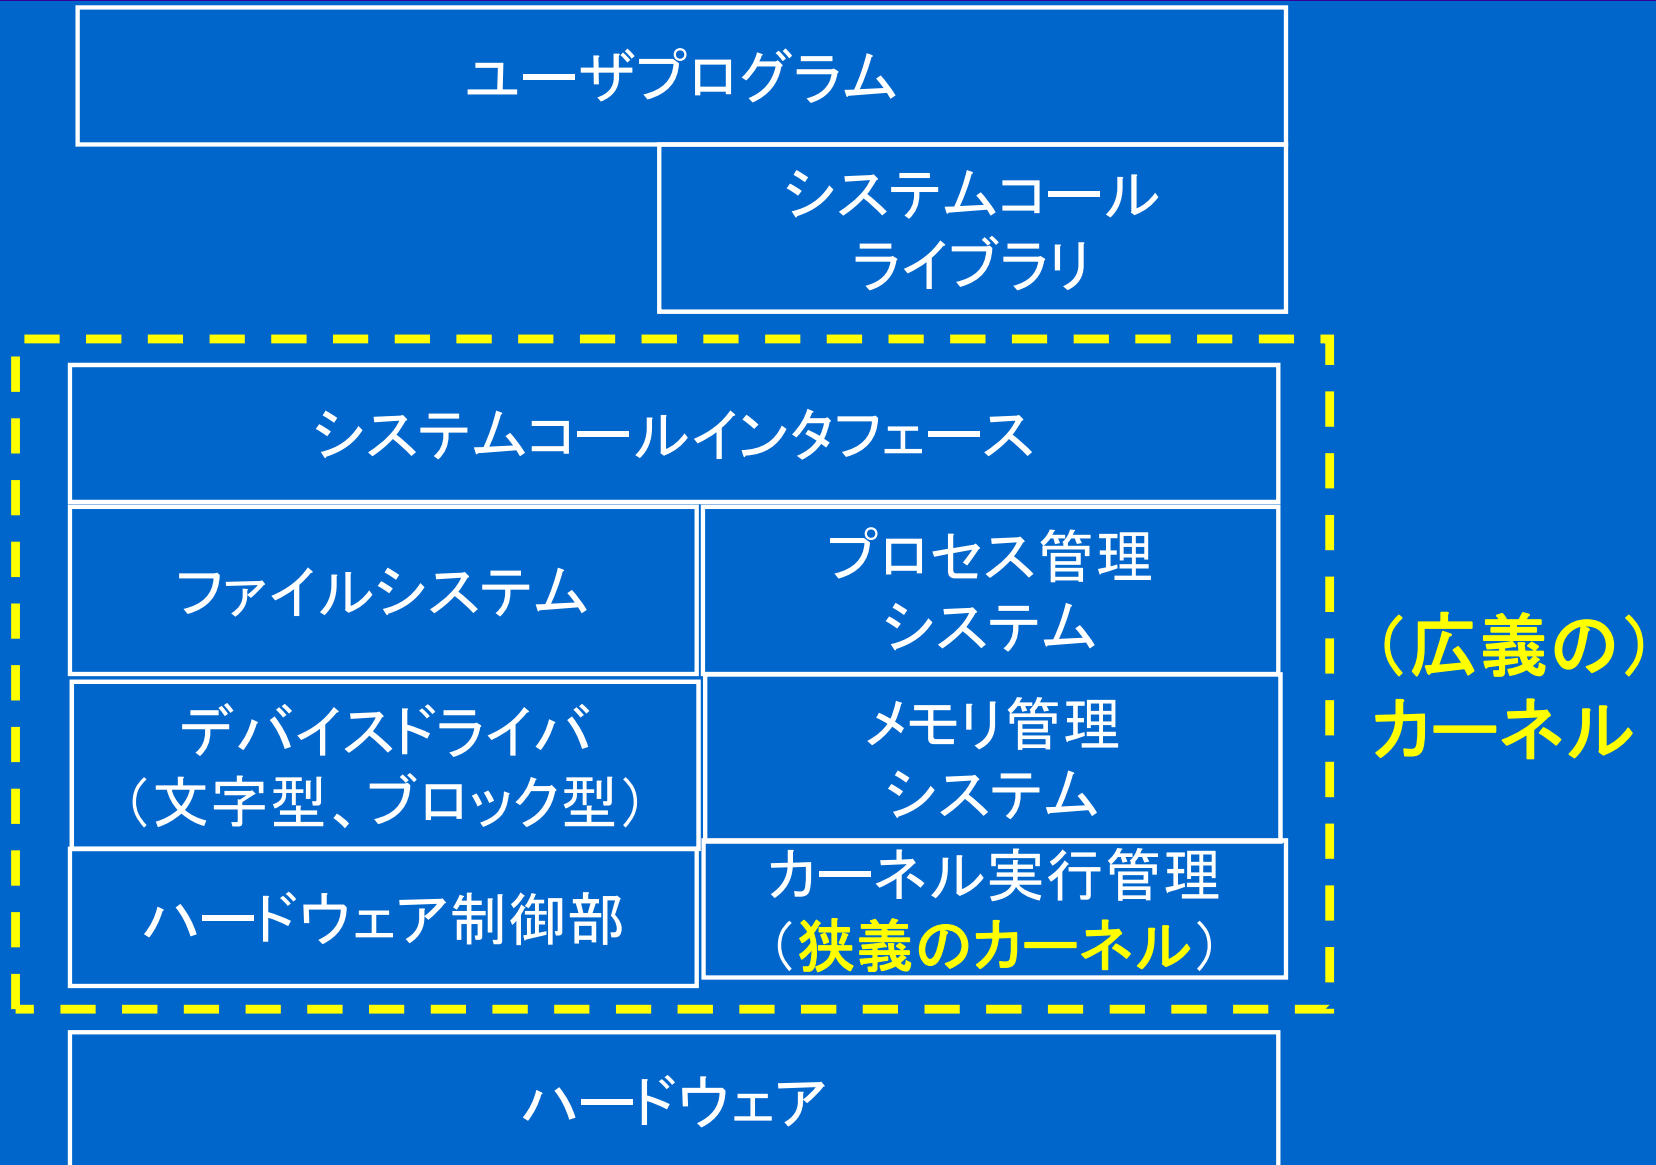 ユーザプログラム
システムコール
ライブラリ
システムコールインタフェース
ファイルシステム
プロセス管理
システム
デバイスドライバ
（文字型、ブロック型）
メモリ管理
システム
ハードウェア制御部
カーネル実行管理
（狭義のカーネル）
（広義の）
カーネル
ハードウェア